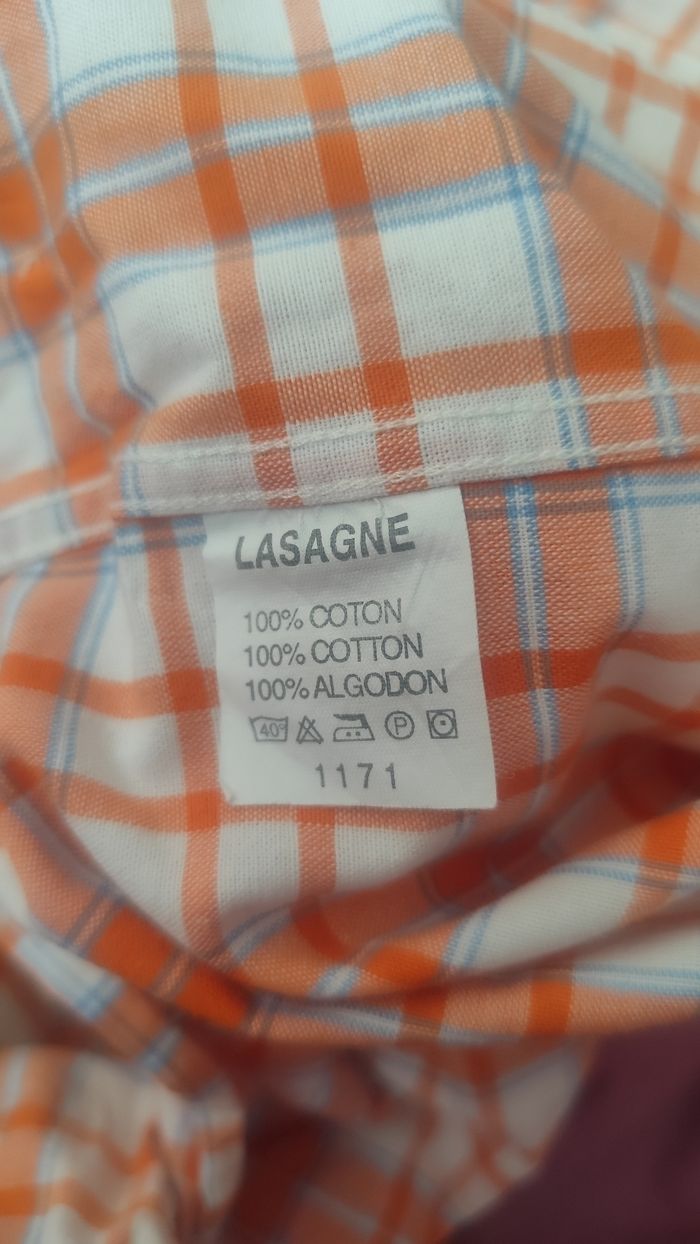 LASAGNE
100% COTON
100% COTTON
100% ALGODON
40° P
1171